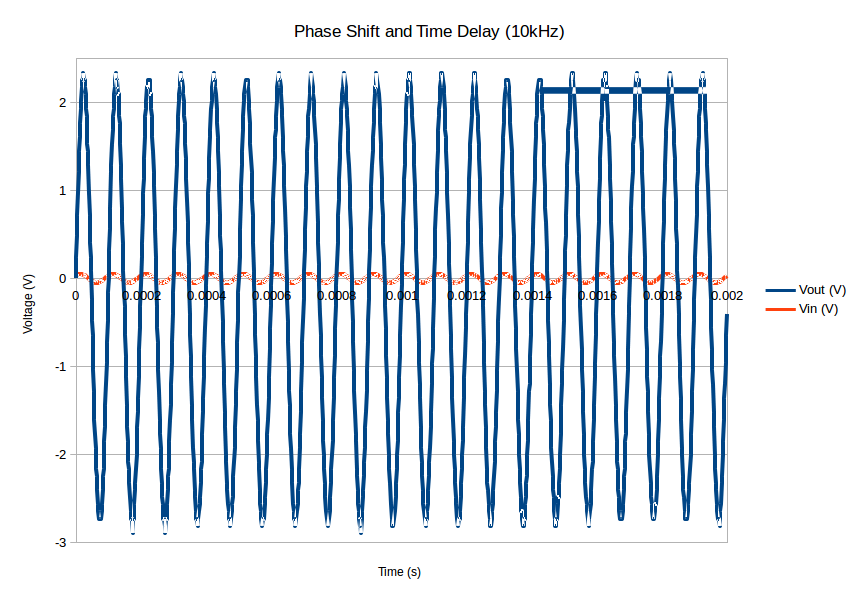 Phase Shift and Time Delay (10kHz)
2
1
0
-1
-2
-3
0 0.0002 0.0004 0.0006 0.0008 0.001 0.0012 0.0014 0.0016 0.0018 0.002
Voltage (V)
Time (s)
Vout (V)
Vin (V)